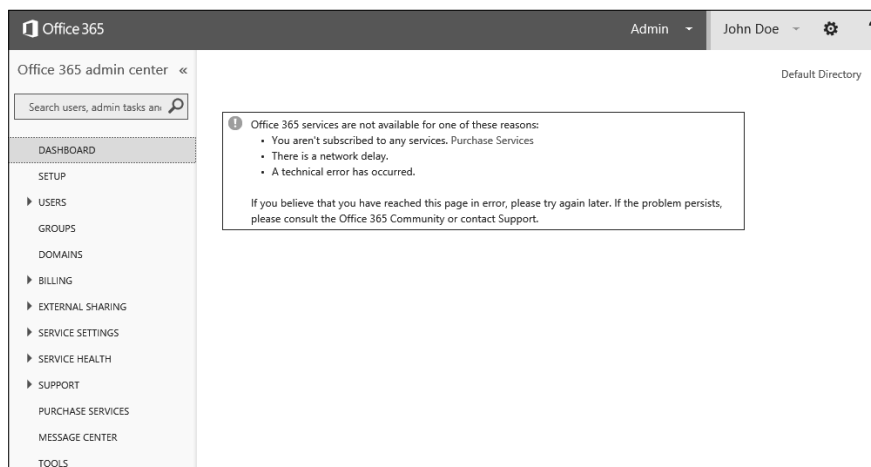 Office 365
Admin
John Doe
Office 365 admin center «
Default Directory
Search users, admin tasks an
DASHBOARD
SETUP
USERS
GROUPS
DOMAINS
BILLING
EXTERNAL SHARING
SERVICE SETTINGS
SERVICE HEALTH
SUPPORT
PURCHASE SERVICES
MESSAGE CENTER
TOOLS
Office 365 services are not available for one of these reasons:
• You aren't subscribed to any services. Purchase Services
• There is a network delay.
• A technical error has occurred.
If you believe that you have reached this page in error, please try again later. If the problem persists,
please consult the Office 365 Community or contact Support.